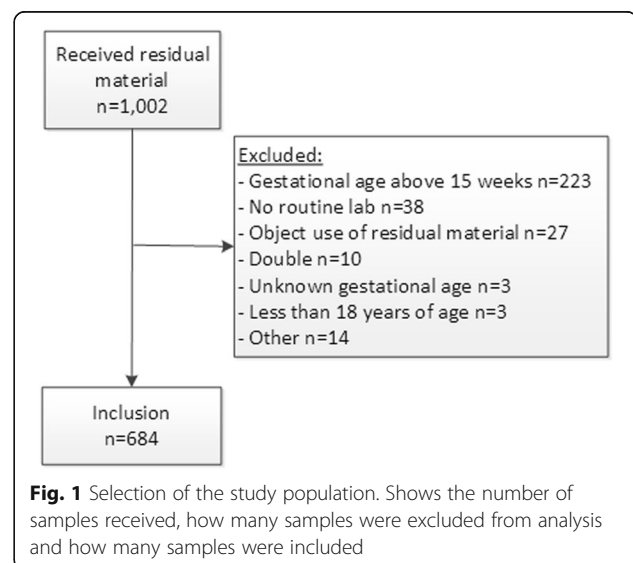 Received residual
material
n=1,002
Excluded:
- Gestational age above 15 weeks n=223
- No routine lab n=38
- Object use of residual material n=27
- Double n=10
- Unknown gestational age n=3
- Less than 18 years of age n=3
- Other n=14
Inclusion
n=684
Fig. 1 Selection of the study population. Shows the number of
samples received, how many samples were excluded from analysis
and how many samples were included